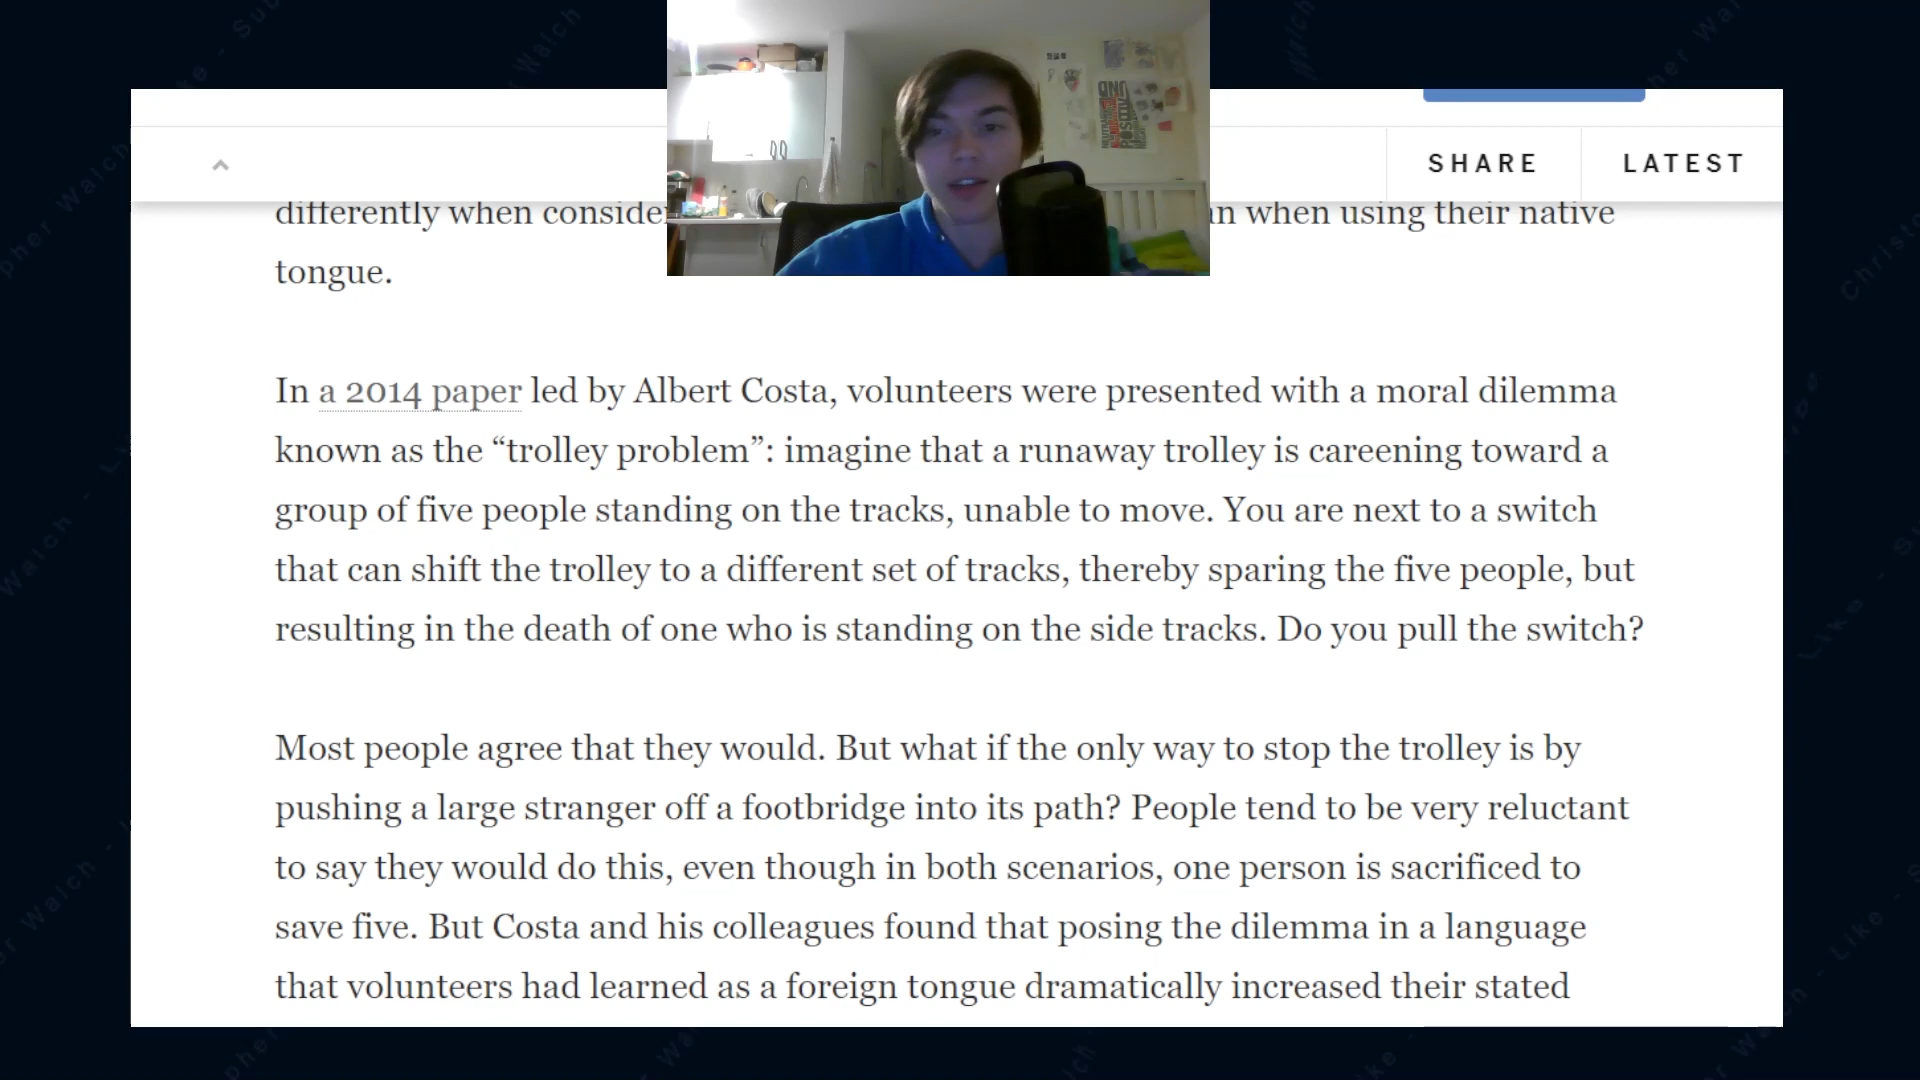 SHARE
LATEST
differently when conside
n when using their native
tongue.
In a 2014 paper led by Albert Costa, volunteers were presented with a moral dilemma
known as the “trolley problem”: imagine that a runaway trolley is careening toward a
group of five people standing on the tracks, unable to move. You are next to a switch
that can shift the trolley to a different set of tracks, thereby sparing the five people, but
resulting in the death of one who is standing on the side tracks. Do you pull the switch?
Most people agree that they would. But what if the only way to stop the trolley is by
pushing a large stranger off a footbridge into its path? People tend to be very reluctant
to say they would do this, even though in both scenarios, one person is sacrificed to
save five. But Costa and his colleagues found that posing the dilemma in a language
that volunteers had learned as a foreign tongue dramatically increased their stated